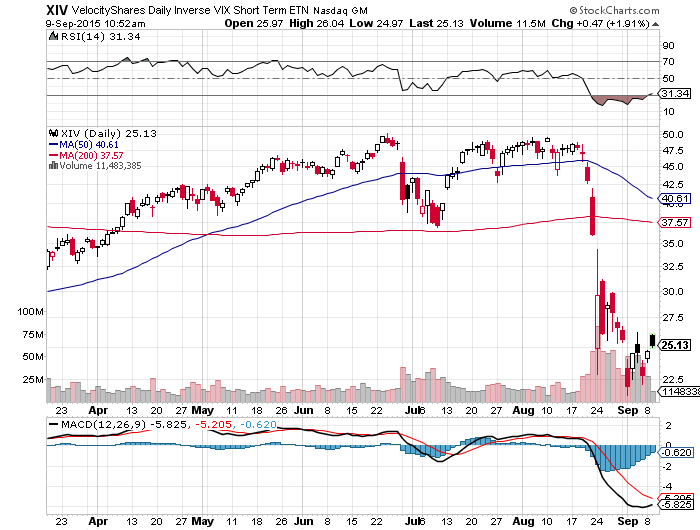 XIV VelocityShares Daily Inverse VIX Short Term ETN Nasdaq GM
© StockCharts.com
9-Sep-2015 10:52am
Open 25.97 High 26.04 Low 24.97 Last 25.13 Volume 11.5M Chg +0.47 (+1.91%)
RSI(14) 31.34
90
70
50
31.34
10
XIV (Daily) 25.13
MA(50) 40.61
MA(200) 37.57
Volume 11,483,385
50.0
47.5
45.0
42.5
40.61
37.57
35.0
32.5
30.0
27.5
25.13
22.5
11483385
100M
75M
50M
25M
23 Apr 6 13 20 27 May 11 18 26 Jun 8 15 22 Jul 6 13 20 27 Aug 10 17 24 Sep 8
MACD(12,26,9) -5.825, -5.205, -0.620
2
0
-0.620
-2
-4
-5.205
-5.825
23 Apr 6 13 20 27 May 11 18 26 Jun 8 15 22 Jul 6 13 20 27 Aug 10 17 24 Sep 8